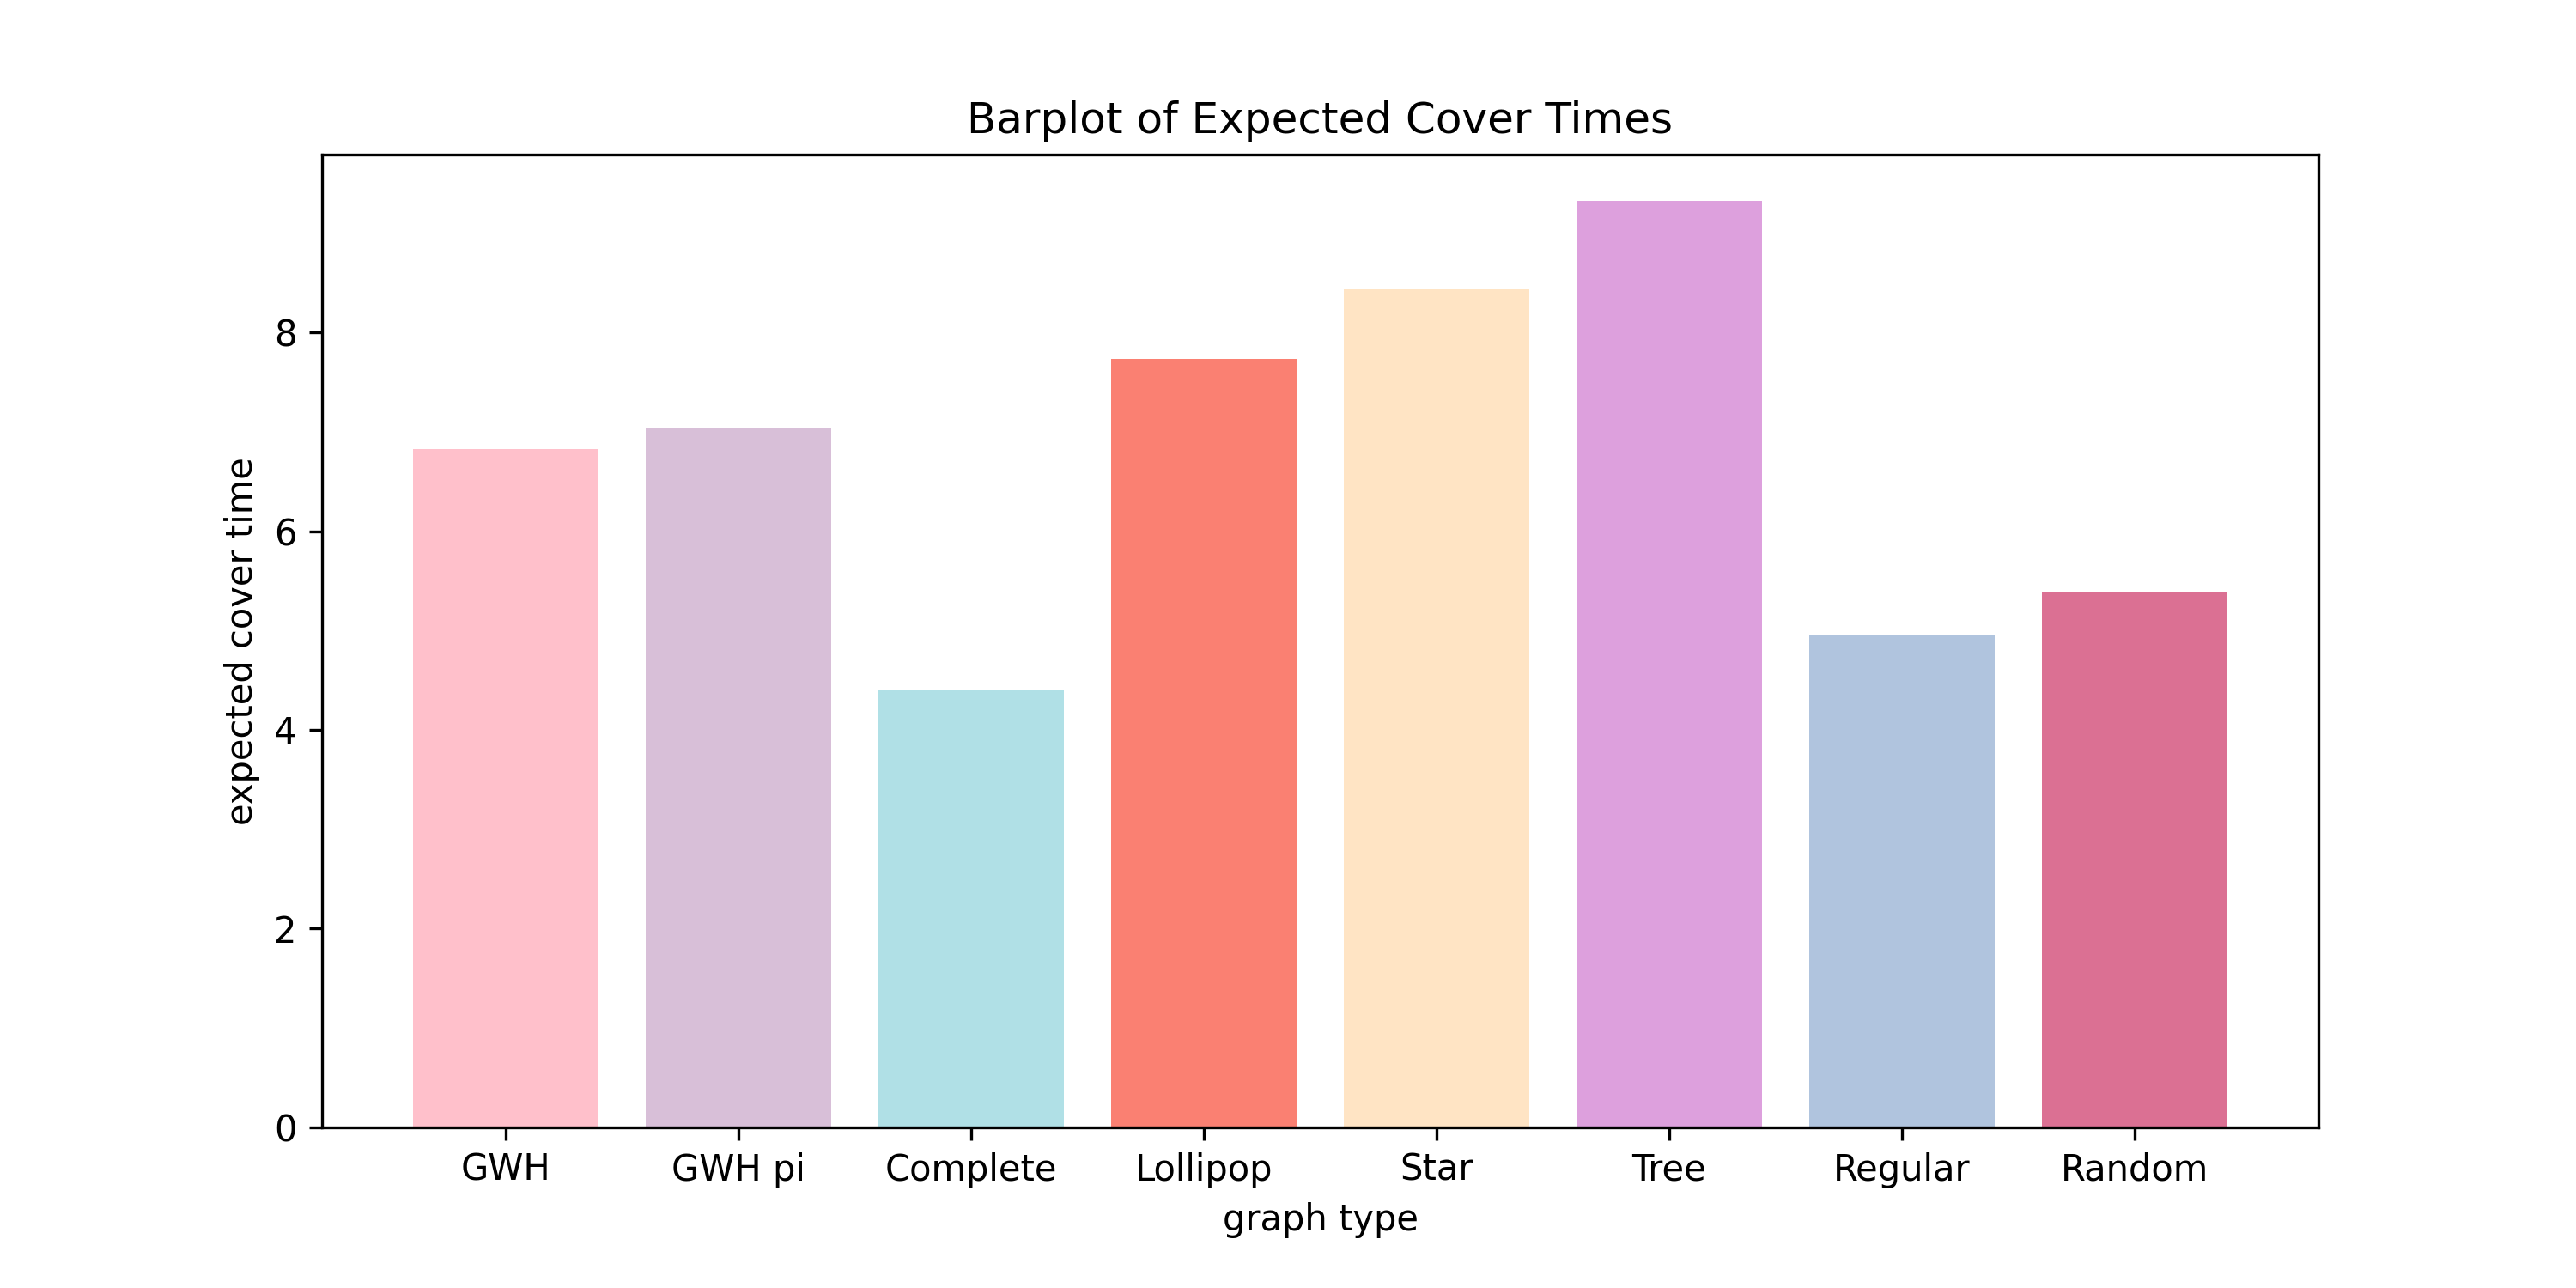 Barplot of Expected Cover Times
expected cover time
8
6
4
2
0
GWH GWH pi Complete Lollipop Star Tree Regular Random
graph type